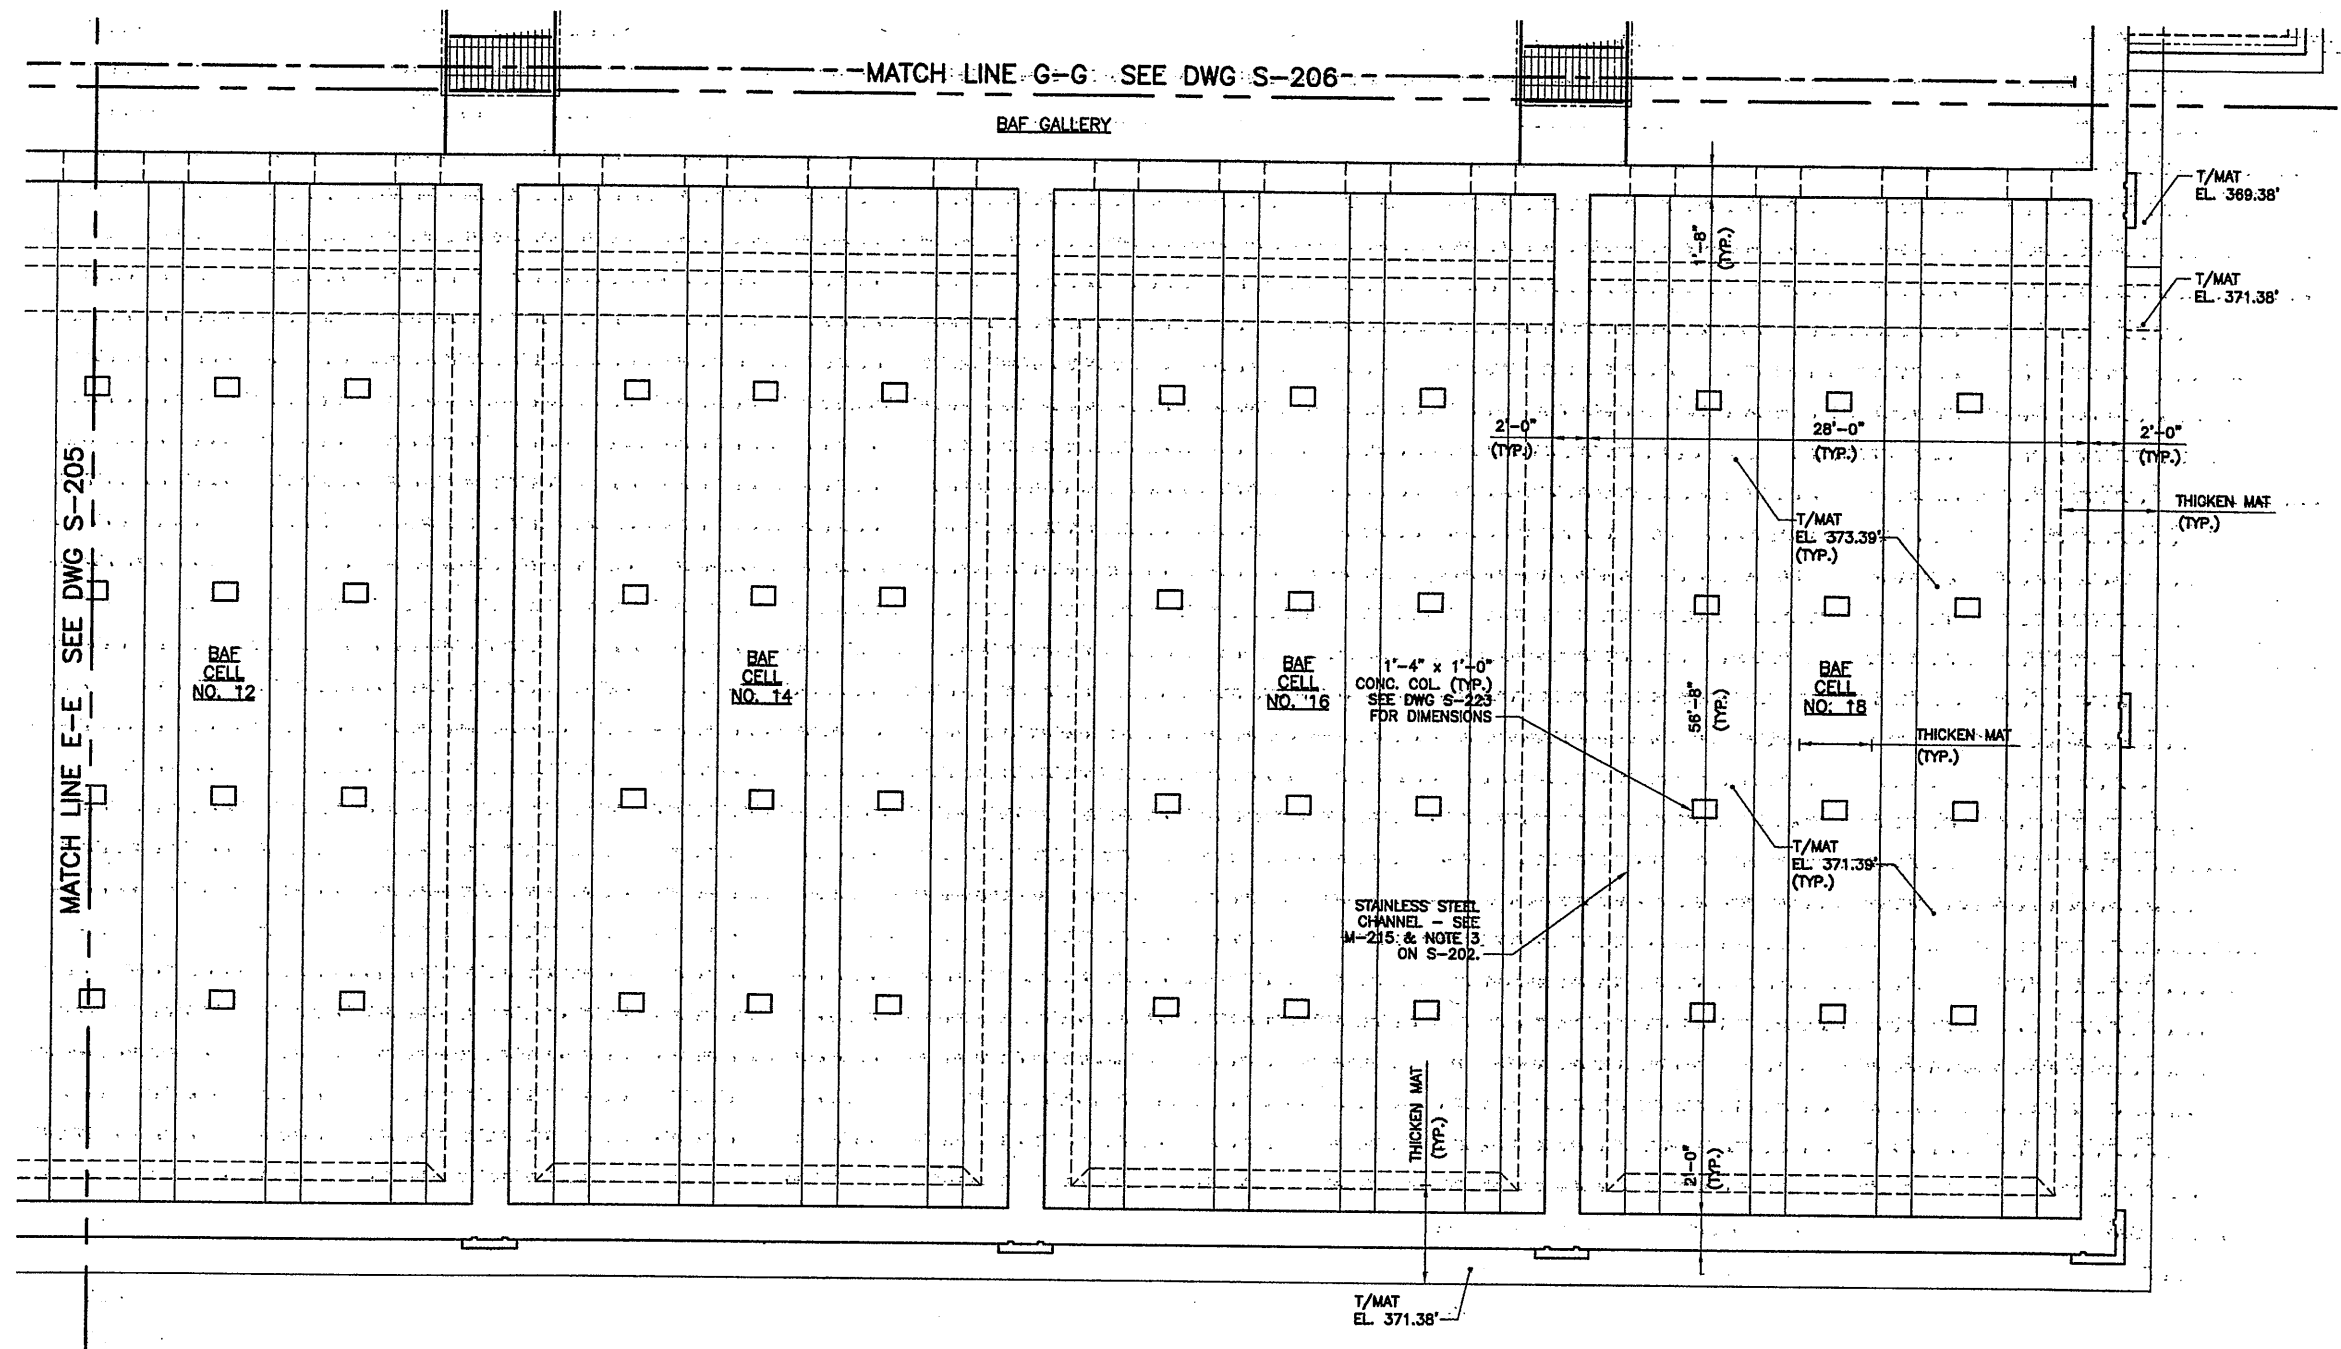 MATCH LINE G-G SEE DWG S-206
BAF GALLERY
T/MAT
EL. 369.38'
T/MAT
EL. 371.38'
1'-8"
(TYP.)
2'-0"
(TYP.)
28'-0"
(TYP.)
2'-0"
(TYP.)
THICKEN MAT
(TYP.)
T/MAT
EL. 373.39'
(TYP.)
MATCH LINE E-E SEE DWG S-205
BAF
CELL
NO. 12
BAF
CELL
NO. 14
BAF
CELL
NO. 16
1'-4" x 1'-0"
CONC. COL. (TYP.)
SEE DWG S-223
FOR DIMENSIONS
56'-8"
(TYP.)
BAF
CELL
NO. 18
THICKEN MAT
(TYP.)
T/MAT
EL. 371.39'
(TYP.)
STAINLESS STEEL
CHANNEL - SEE
M-215 & NOTE 3
ON S-202.
THICKEN MAT
(TYP.)
2'-0"
(TYP.)
T/MAT
EL. 371.38'